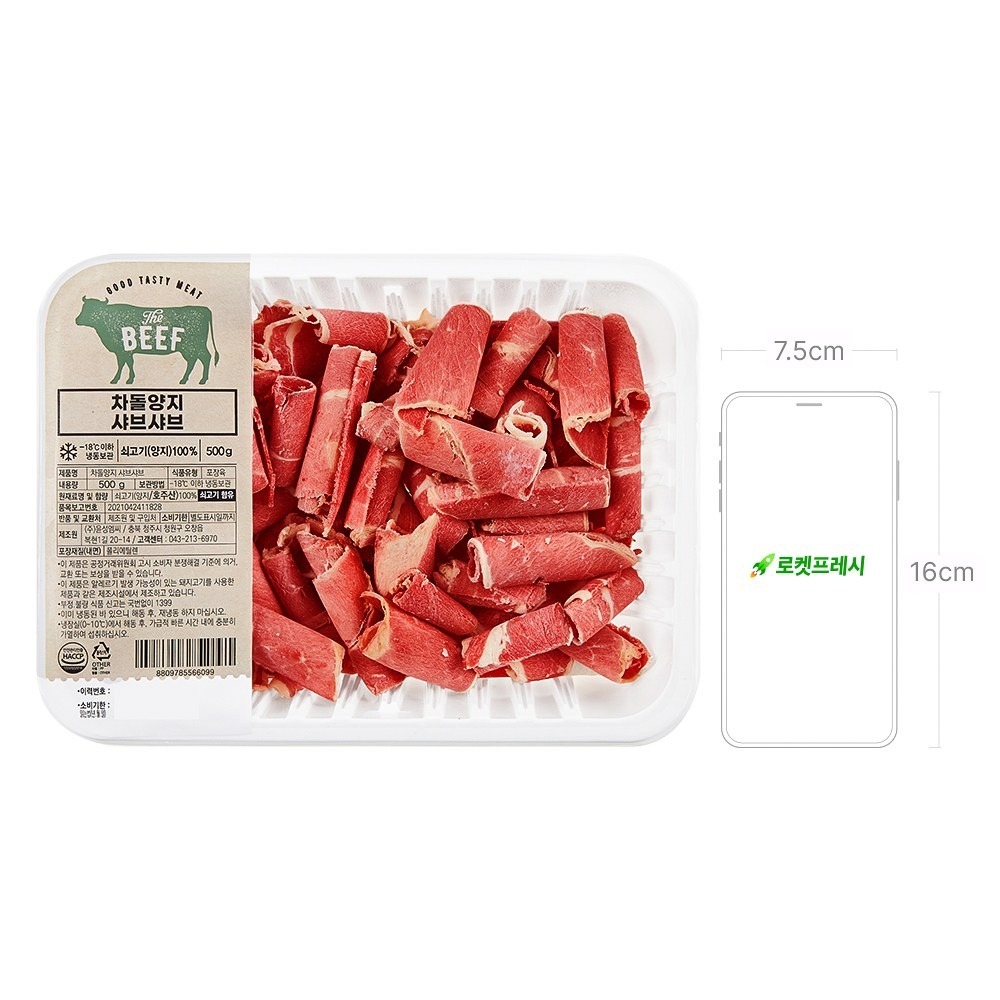 GOOD TASTY MEAT
The
BEEF
차돌양지
샤브샤브
-18℃ 이하
냉동보관
쇠고기(양지)100%
500g
제품명 차돌양지 샤브샤브 식품유형 포장육
내용량 500 g 보관방법 -18℃ 이하 냉동보관
원재료명 및 함량 쇠고기(양지/호주산)100% 쇠고기 함유
품목보고번호 2021042411828
반품 및 교환처 제조원 및 구입처 소비기한 별도표시일까지
제조원 (주)윤성엠씨 / 충북 청주시 청원구 오창읍
복현1길 20-14 / 고객센터 : 043-213-6970
포장재질(내면) 폴리에틸렌
•이 제품은 공정거래위원회 고시 소비자 분쟁해결 기준에 의거,
교환 또는 보상을 받을 수 있습니다.
•이 제품은 알레르기 발생 가능성이 있는 돼지고기를 사용한
제품과 같은 제조시설에서 제조하고 있습니다.
•부정.불량 식품 신고는 국번없이 1399
•이미 냉동된 바 있으니 해동 후, 재냉동 하지 마십시오.
•냉장실(0~10℃)에서 해동 후, 가급적 빠른 시간 내에 충분히
가열하여 섭취하십시오.
HACCP
OTHER
8809785566099
•이력번호 :
•소비기한 :
7.5cm
로켓프레시
16cm